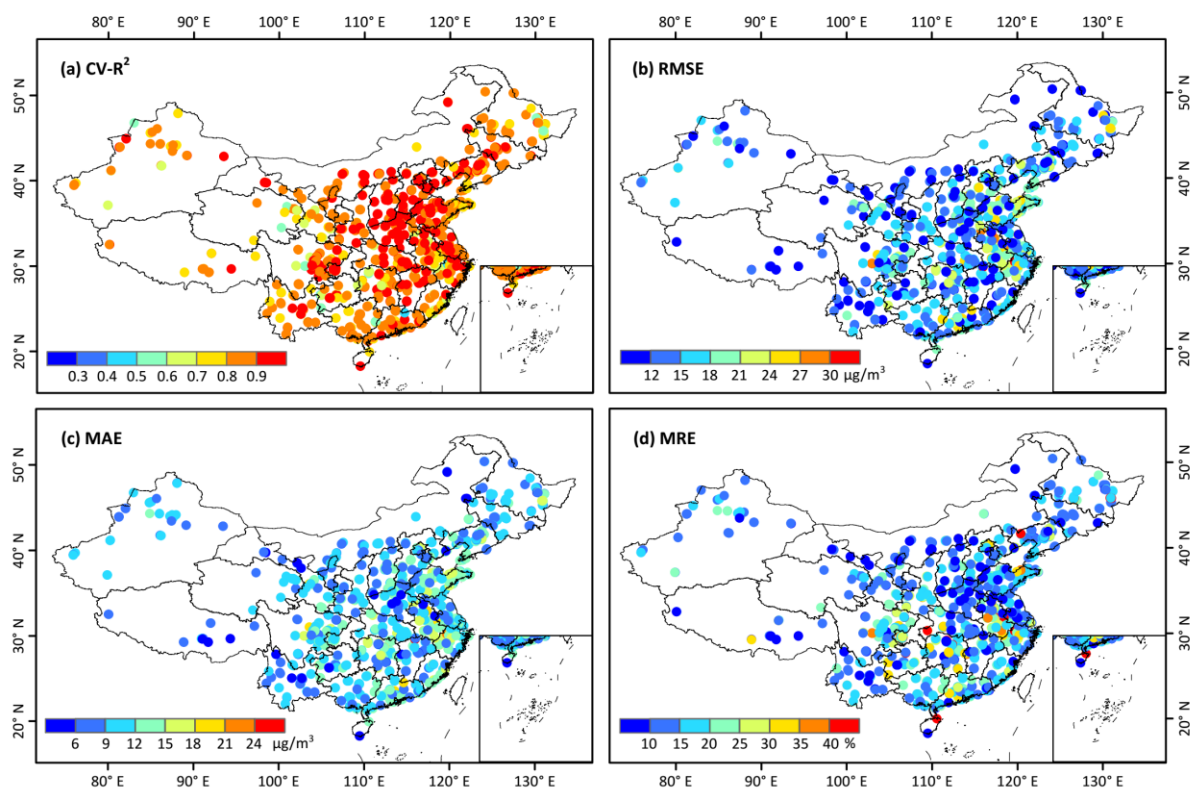 80° E 90° E 100° E 110° E 120° E 130° E 80° E 90° E 100° E 110° E 120° E 130° E
(a) CV-R²
(b) RMSE
50° N
40° N
30° N
20° N
50° N
40° N
30° N
20° N
0.3 0.4 0.5 0.6 0.7 0.8 0.9
12 15 18 21 24 27 30 µg/m³
(c) MAE
(d) MRE
50° N
40° N
30° N
20° N
50° N
40° N
30° N
20° N
6 9 12 15 18 21 24 µg/m³
10 15 20 25 30 35 40 %
80° E 90° E 100° E 110° E 120° E 130° E 80° E 90° E 100° E 110° E 120° E 130° E